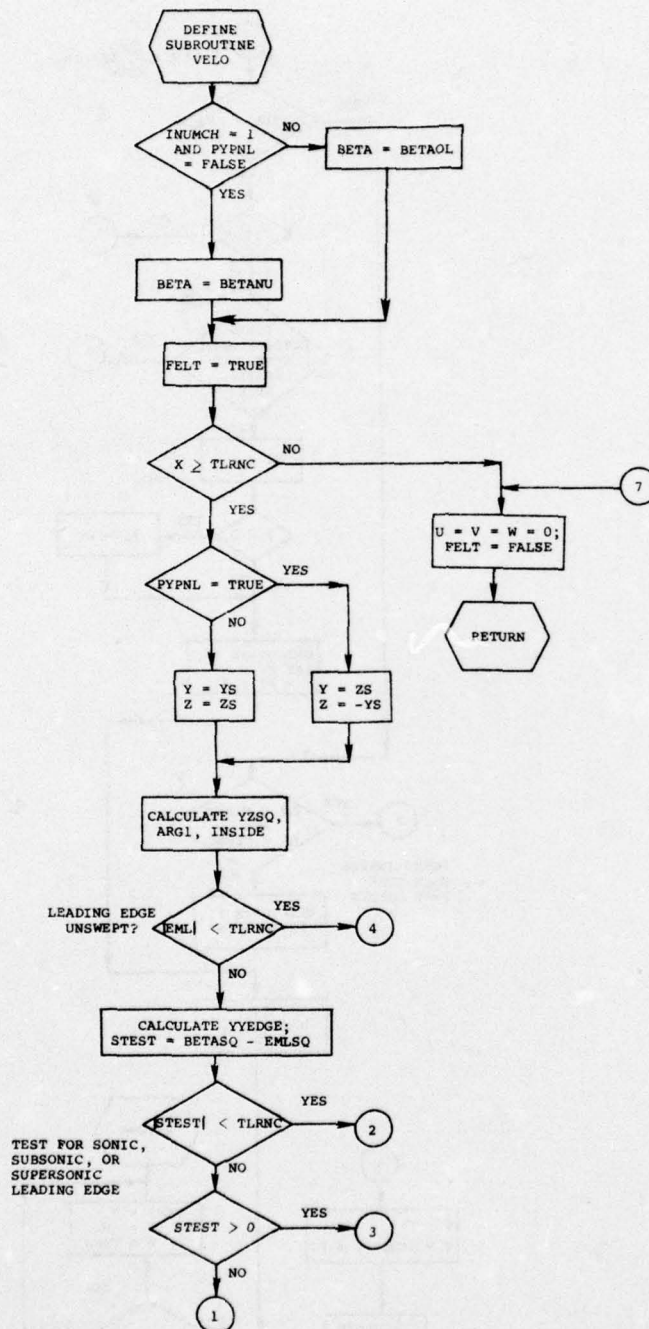 DEFINE
SUBROUTINE
VELO
INUMCH = 1
AND PYPNL
= FALSE
NO
BETA = BETAOL
YES
BETA = BETANU
FELT = TRUE
X ≥ TLRNC
NO
YES
7
U = V = W = 0;
FELT = FALSE
PETURN
PYPNL = TRUE
YES
NO
Y = YS
Z = ZS
Y = ZS
Z = -YS
CALCULATE YZSQ,
ARG1, INSIDE
LEADING EDGE
UNSWEPT?
|EML| < TLRNC
YES
4
NO
CALCULATE YYEDGE;
STEST = BETASQ - EMLSQ
|STEST| < TLRNC
YES
2
NO
TEST FOR SONIC,
SUBSONIC, OR
SUPERSONIC
LEADING EDGE
STEST > 0
YES
3
NO
1